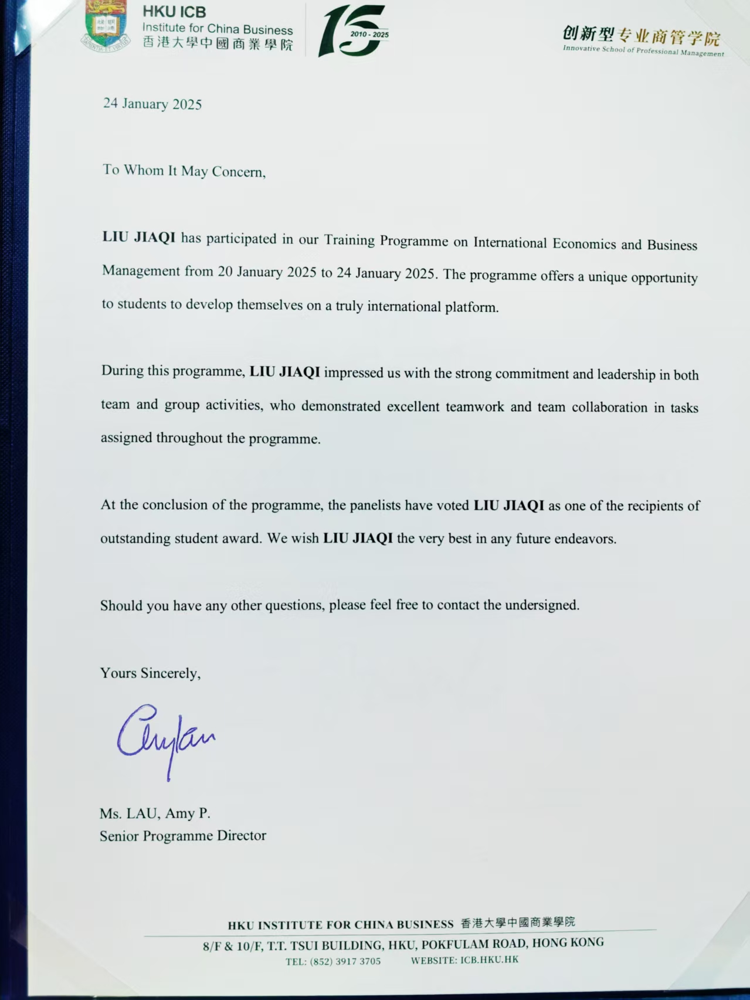 HKU ICB
Institute for China Business
香港大學中國商業學院
15
2010 - 2025
创新型专业商管学院
Innovative School of Professional Management
24 January 2025
To Whom It May Concern,
LIU JIAQI has participated in our Training Programme on International Economics and Business
Management from 20 January 2025 to 24 January 2025. The programme offers a unique opportunity
to students to develop themselves on a truly international platform.
During this programme, LIU JIAQI impressed us with the strong commitment and leadership in both
team and group activities, who demonstrated excellent teamwork and team collaboration in tasks
assigned throughout the programme.
At the conclusion of the programme, the panelists have voted LIU JIAQI as one of the recipients of
outstanding student award. We wish LIU JIAQI the very best in any future endeavors.
Should you have any other questions, please feel free to contact the undersigned.
Yours Sincerely,
Ms. LAU, Amy P.
Senior Programme Director
HKU INSTITUTE FOR CHINA BUSINESS 香港大學中國商業學院
8/F & 10/F, T.T. TSUI BUILDING, HKU, POKFULAM ROAD, HONG KONG
TEL: (852) 3917 3705 WEBSITE: ICB.HKU.HK